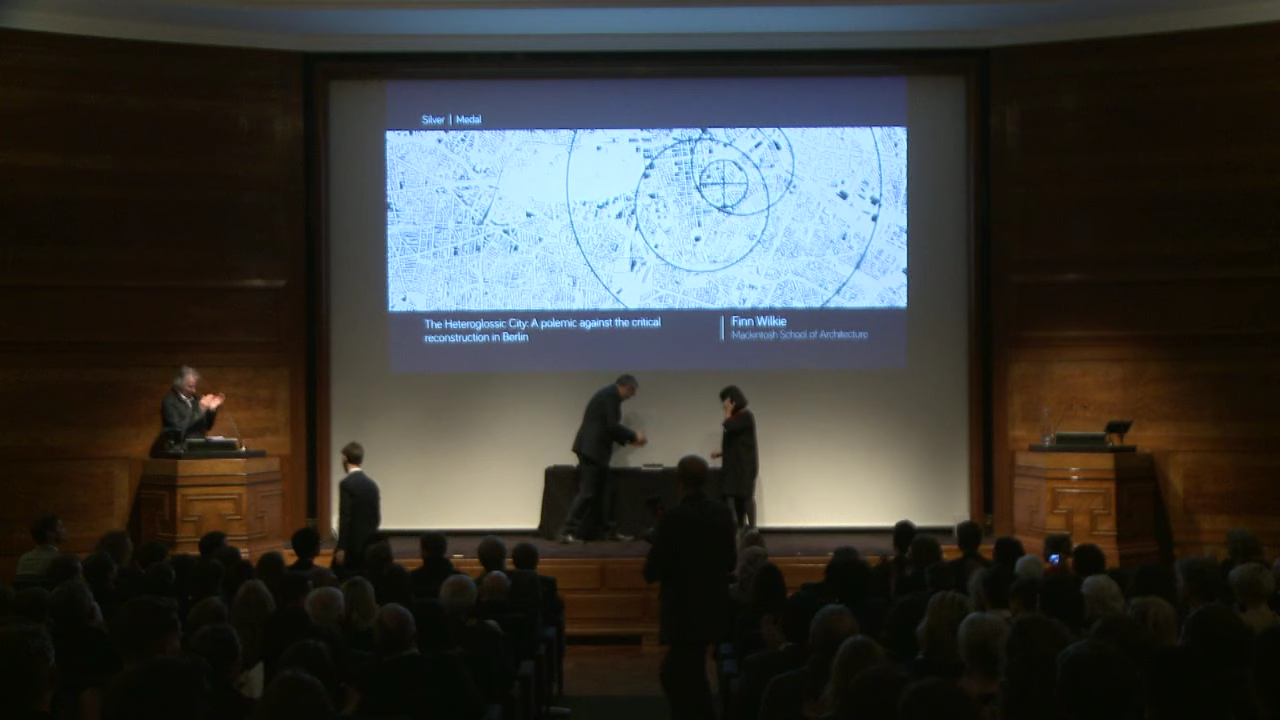 Silver | Medal
The Heteroglossic City: A polemic against the critical
reconstruction in Berlin
Finn Wilkie
Mackintosh School of Architecture